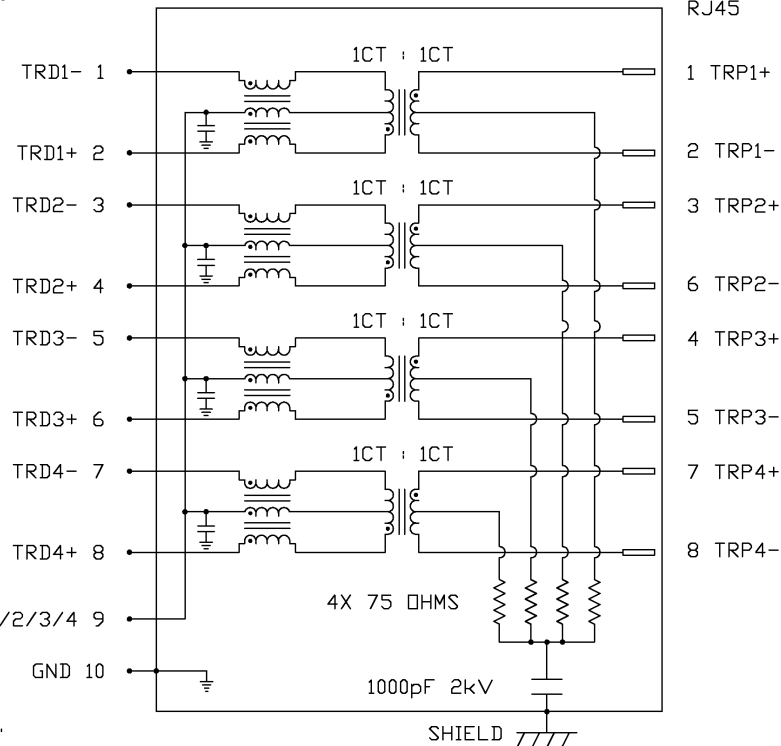 RJ45
1CT : 1CT
TRD1- 1
1 TRP1+
TRD1+ 2
2 TRP1-
1CT : 1CT
TRD2- 3
3 TRP2+
TRD2+ 4
6 TRP2-
1CT : 1CT
TRD3- 5
4 TRP3+
TRD3+ 6
5 TRP3-
1CT : 1CT
TRD4- 7
7 TRP4+
TRD4+ 8
8 TRP4-
4X 75 OHMS
/2/3/4 9
GND 10
1000pF 2kV
SHIELD